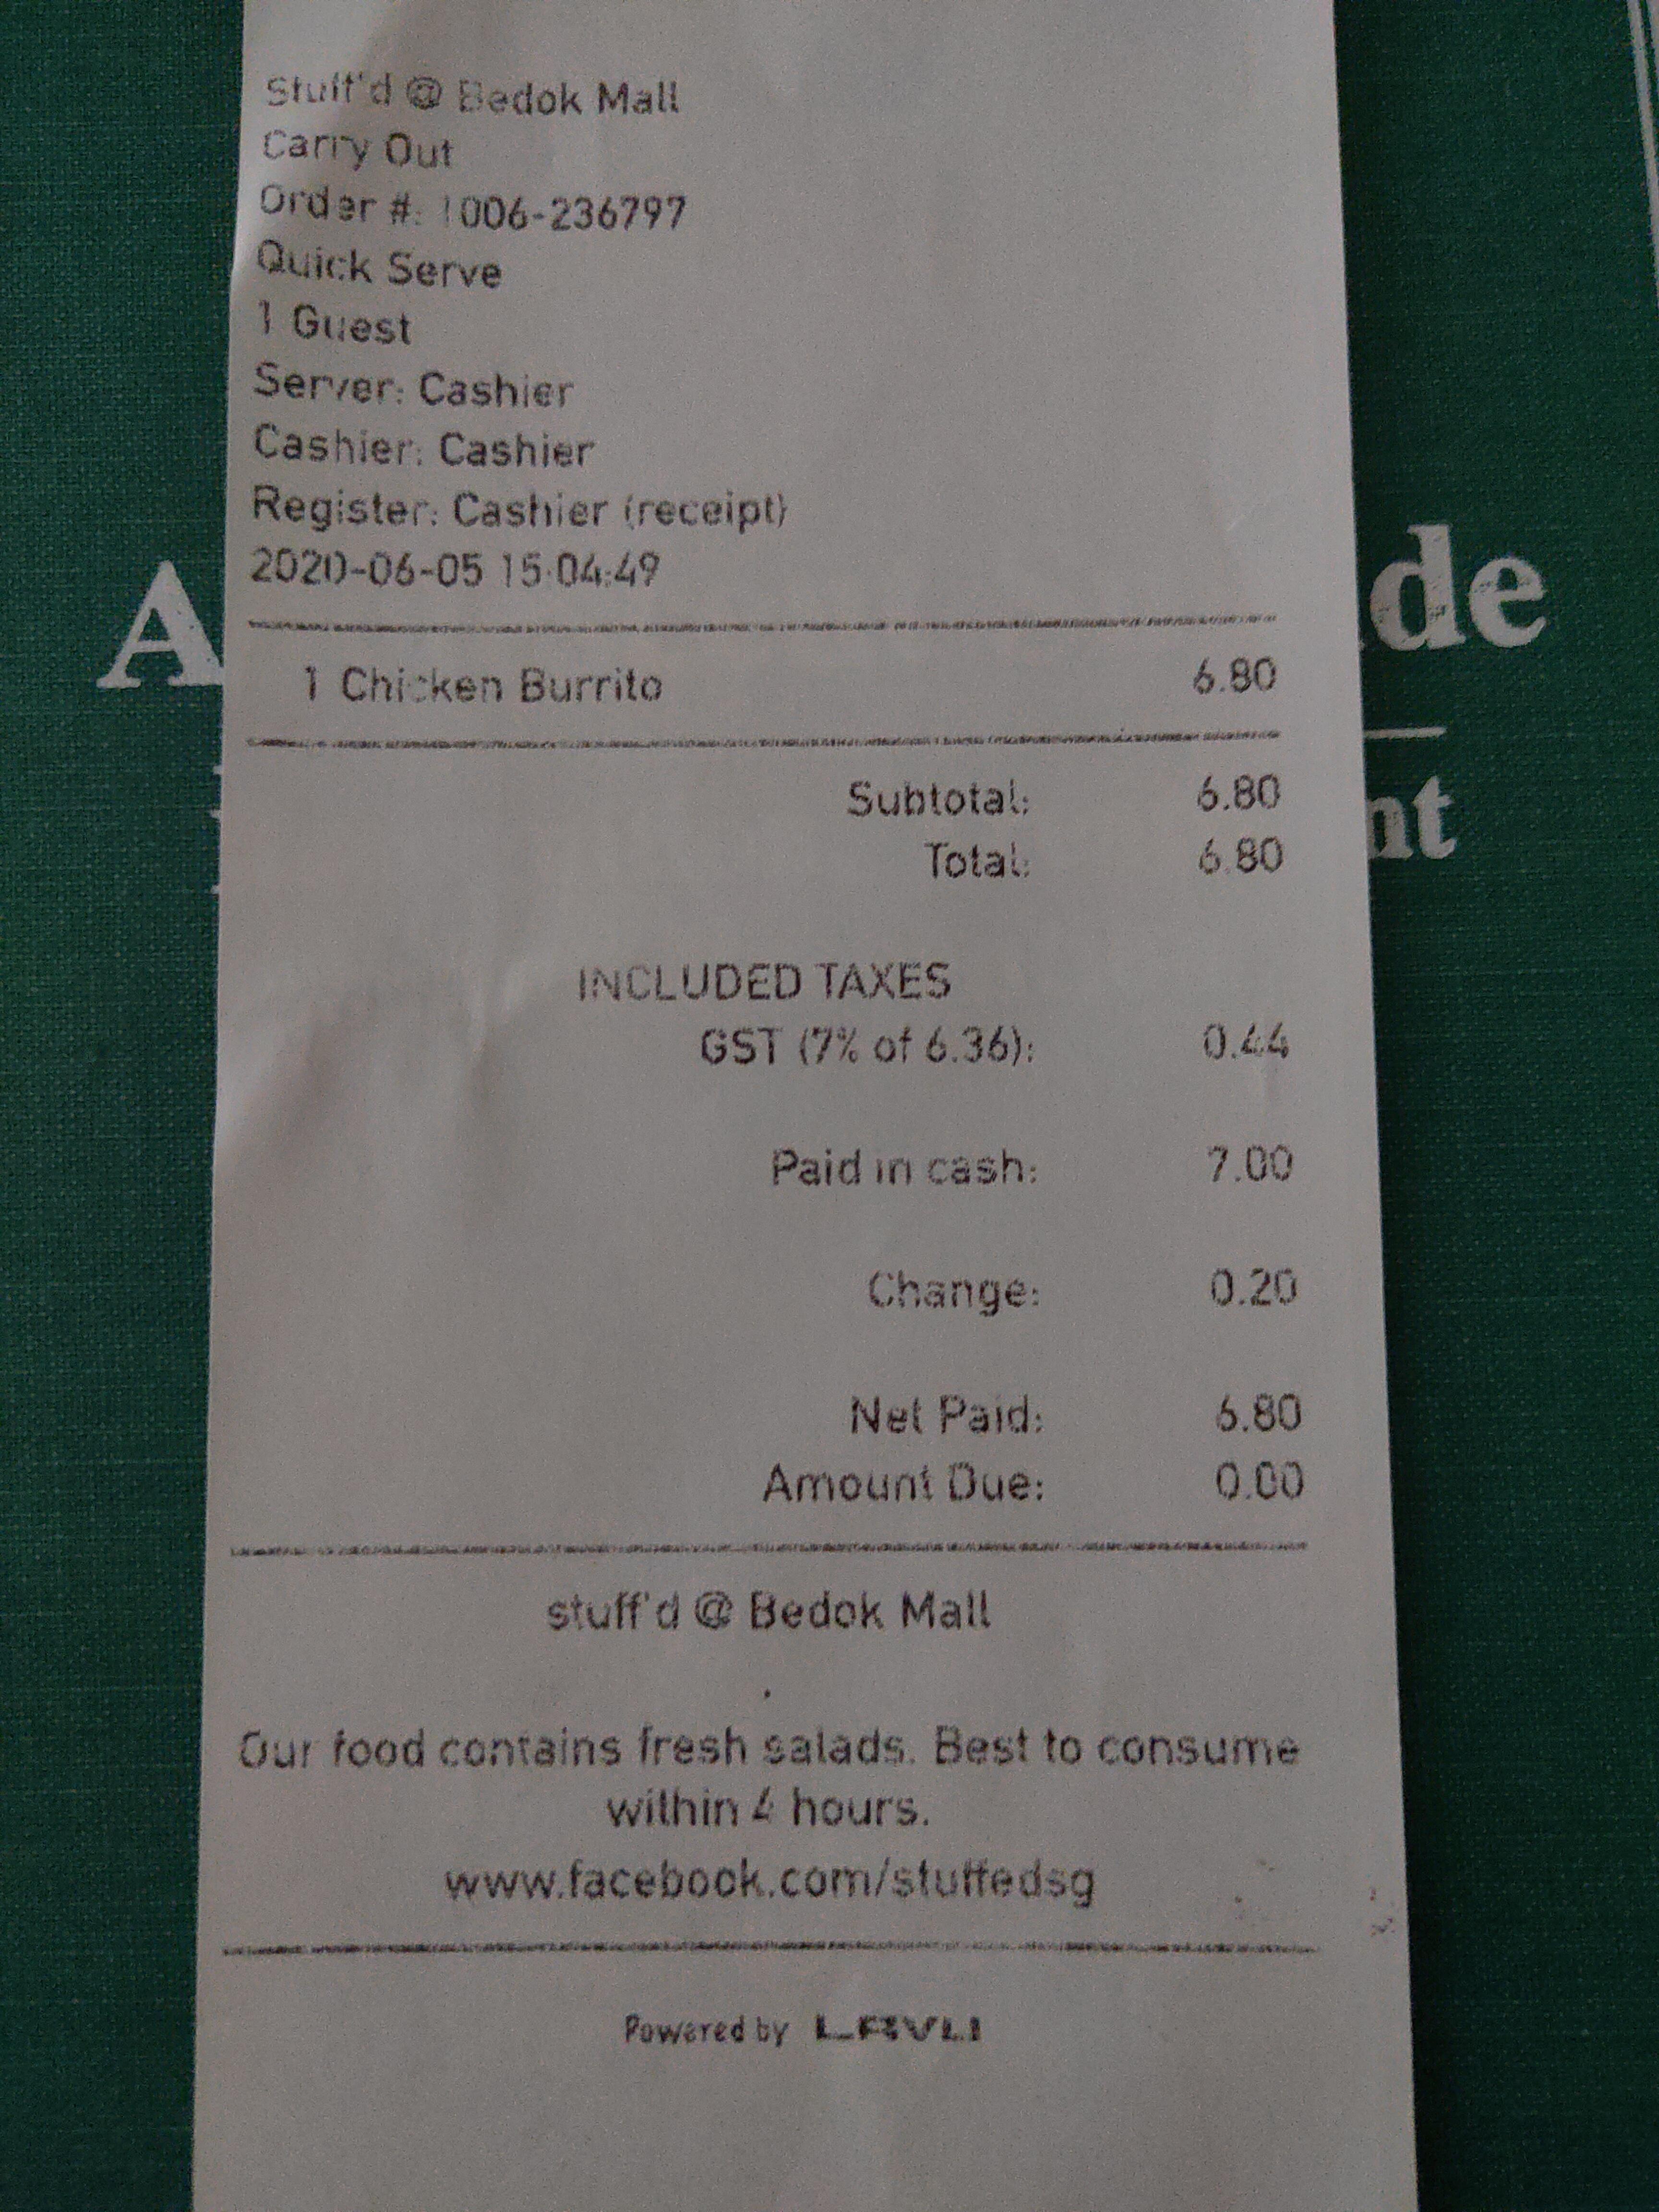 Stuff'd @ Bedok Mall
Carry Out
Order #: 1006-236797
Quick Serve
1 Guest
Server: Cashier
Cashier: Cashier
Register: Cashier (receipt)
2020-06-05 15:04:49
1 Chicken Burrito 6.80
Subtotal: 6.80
Total: 6.80
INCLUDED TAXES
GST (7% of 6.36): 0.44
Paid in cash: 7.00
Change: 0.20
Net Paid: 6.80
Amount Due: 0.00
stuff'd @ Bedok Mall
.
Our food contains fresh salads. Best to consume
within 4 hours.
www.facebook.com/stuffedsg
Powered by LAVU
A
de
nt